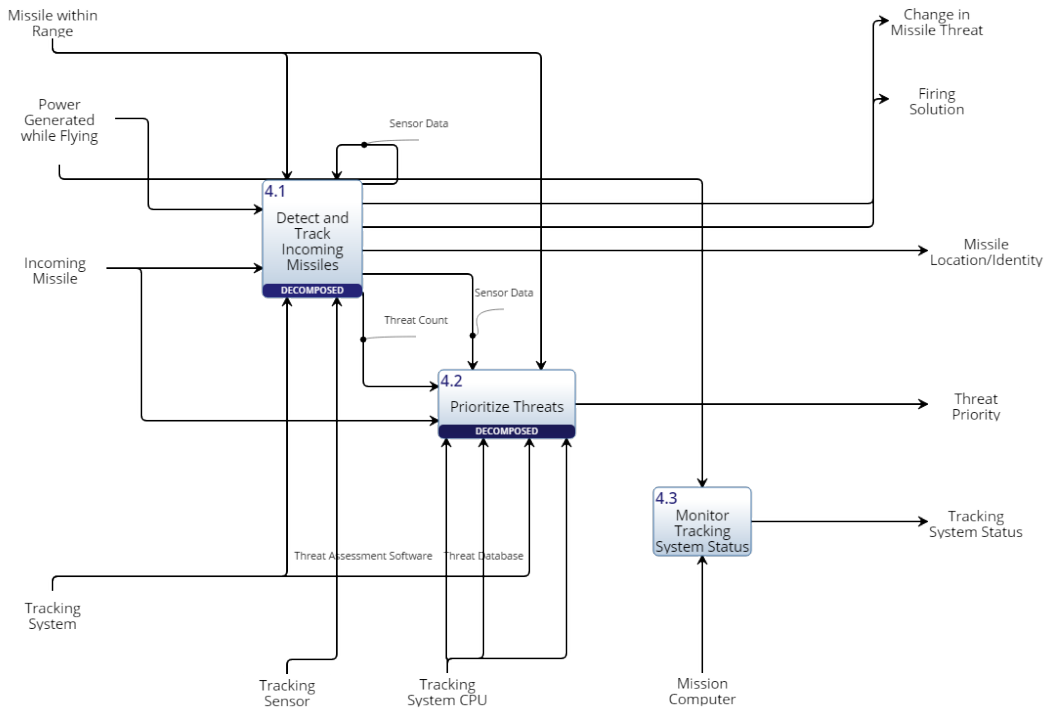 Missile within
Range
Change in
Missile Threat
Power
Generated
while Flying
Firing
Solution
Sensor Data
4.1
Detect and
Track
Incoming
Missiles
DECOMPOSED
Missile
Location/Identity
Incoming
Missile
Sensor Data
Threat Count
4.2
Prioritize Threats
DECOMPOSED
Threat
Priority
4.3
Monitor
Tracking
System Status
Tracking
System Status
Threat Assessment Software
Threat Database
Tracking
System
Tracking
Sensor
Tracking
System CPU
Mission
Computer